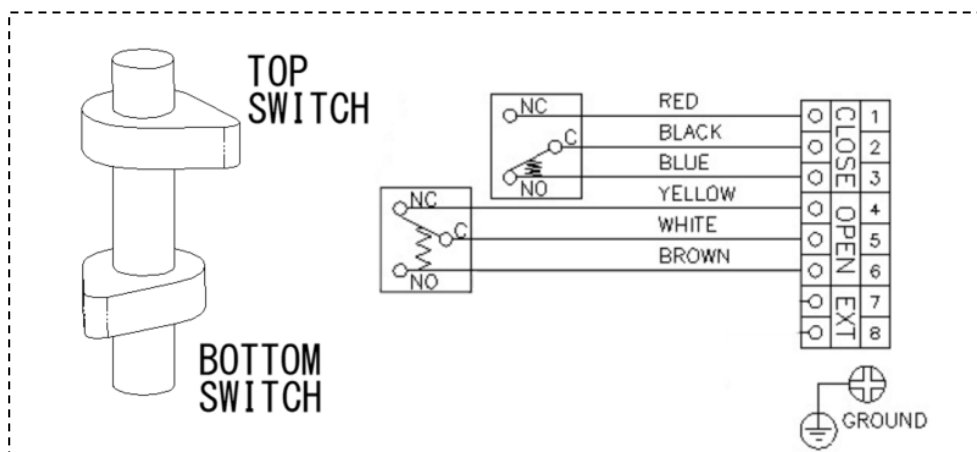 TOP
SWITCH
BOTTOM
SWITCH
NC
C
NO
NC
C
NO
RED
BLACK
BLUE
YELLOW
WHITE
BROWN
CLOSE
OPEN
EXT
1
2
3
4
5
6
7
8
GROUND